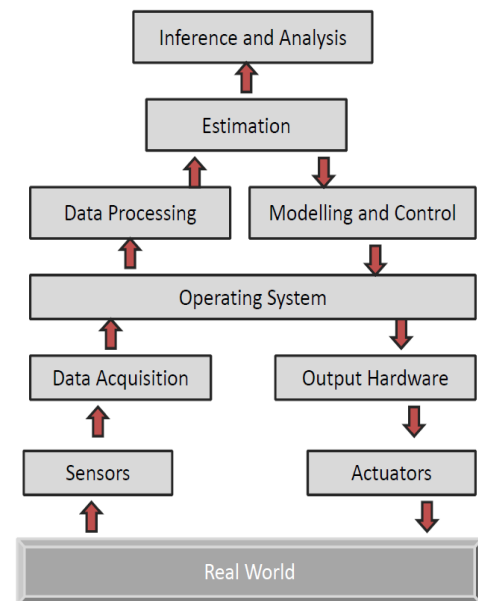 Inference and Analysis
Estimation
Data Processing
Modelling and Control
Operating System
Data Acquisition
Output Hardware
Sensors
Actuators
Real World